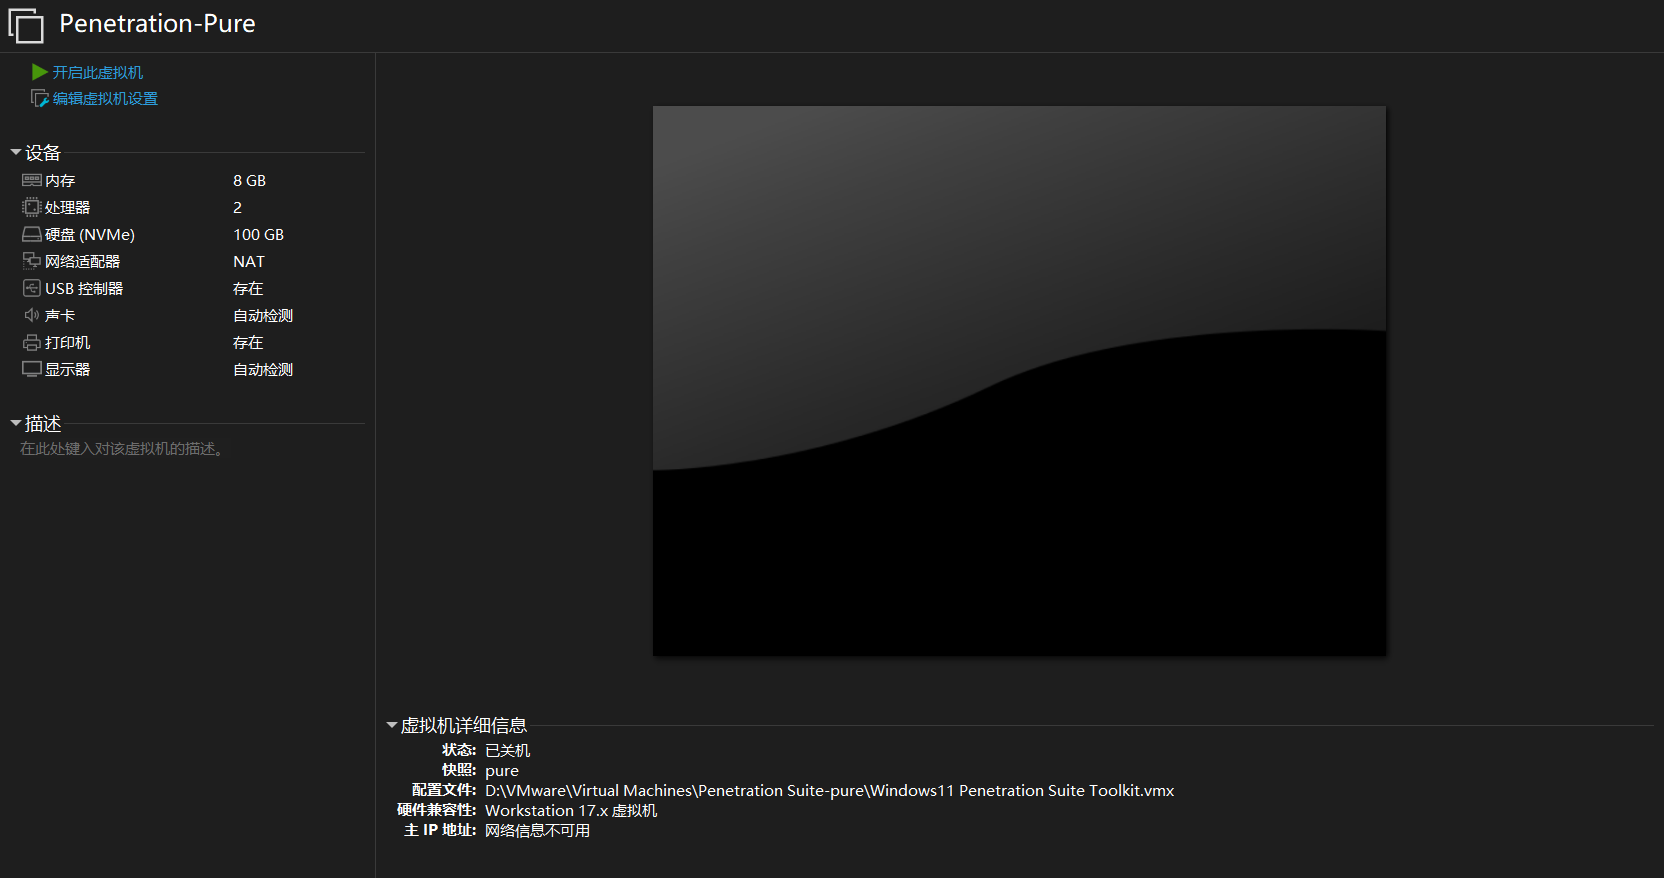 Penetration-Pure
开启此虚拟机
编辑虚拟机设置
设备
内存 8 GB
处理器 2
硬盘 (NVMe) 100 GB
网络适配器 NAT
USB 控制器 存在
声卡 自动检测
打印机 存在
显示器 自动检测
描述
在此处键入对该虚拟机的描述。
虚拟机详细信息
状态: 已关机
快照: pure
配置文件: D:\VMware\Virtual Machines\Penetration Suite-pure\Windows11 Penetration Suite Toolkit.vmx
硬件兼容性: Workstation 17.x 虚拟机
主 IP 地址: 网络信息不可用